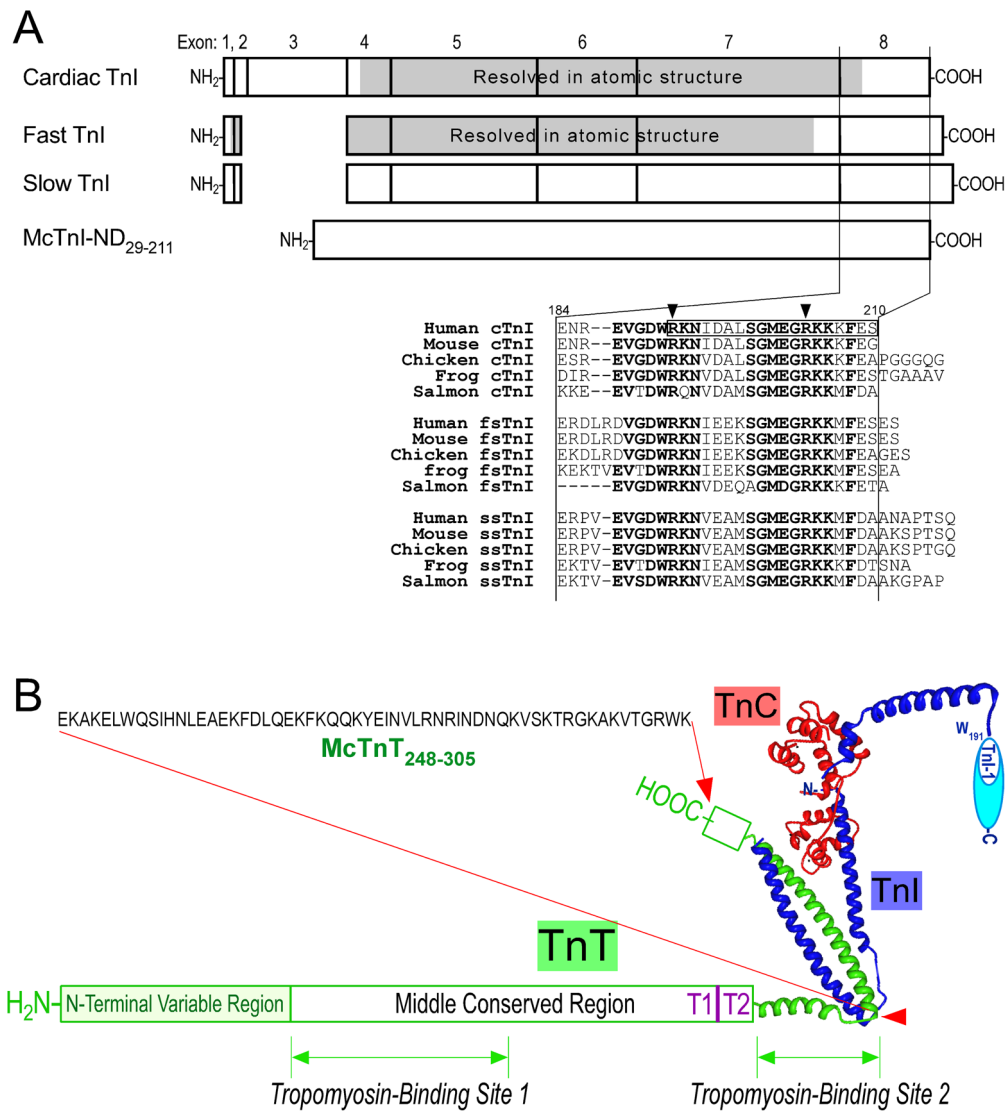 A
Exon: 1, 2 3 4 5 6 7 8
Cardiac TnI NH2 Resolved in atomic structure COOH
Fast TnI NH2 Resolved in atomic structure COOH
Slow TnI NH2 COOH
McTnI-ND29-211 NH2 COOH
184 210
Human cTnI ENR--EVGDWRKNIDALSGMEGRKKKFES
Mouse cTnI ESR--EVGDWRKNIDALSGMEGRKKKFEG
Chicken cTnI ESR--EVGDWRKNVDALSGMEGRKKKFEAPGGGQG
Frog cTnI DIR--EVGDWRKNVDALSGMEGRKKKFESTGAAAV
Salmon cTnI KKE--EVTDWRQNVDALSGMEGRKKMFDA
Human fsTnI ERDLRDVGDWRKNIEEKSGMEGRKKMFESES
Mouse fsTnI ERDLRDVGDWRKNIEEKSGMEGRKKMFESES
Chicken fsTnI EKDLRDVGDWRKNIEEKSGMEGRKKMFEAGES
frog fsTnI KEKTVEVTDWRKNIEEKSGMEGRKKMFESEA
Salmon fsTnI -----EVGDWRKNVDEQAGMDGRKKKFETA
Human ssTnI ERPV-EVGDWRKNVEAMSGMEGRKKMFDAANAPTSQ
Mouse ssTnI ERPV-EVGDWRKNVEAMSGMEGRKKMFDAAKSPTSQ
Chicken ssTnI ERPV-EVGDWRKNVEAMSGMEGRKKMFDAAKSPTGQ
Frog ssTnI EKTV-EVTDWRKNVEAMSGMEGRKKMFDTSNA
Salmon ssTnI EKTV-EVSDWRKNVEAMSGMEGRKKMFDAAKGPAP
B
EKAKELWQSIHNLEAEKFDLQEKFKQQKYEINVLRNRINDNQKVSKTRGKAKVTGRWK
McTnT248-305
TnC
W191
TnI-1
N-
C
HOOC
TnI
TnT
H2N N-Terminal Variable Region Middle Conserved Region T1 T2
Tropomyosin-Binding Site 1 Tropomyosin-Binding Site 2